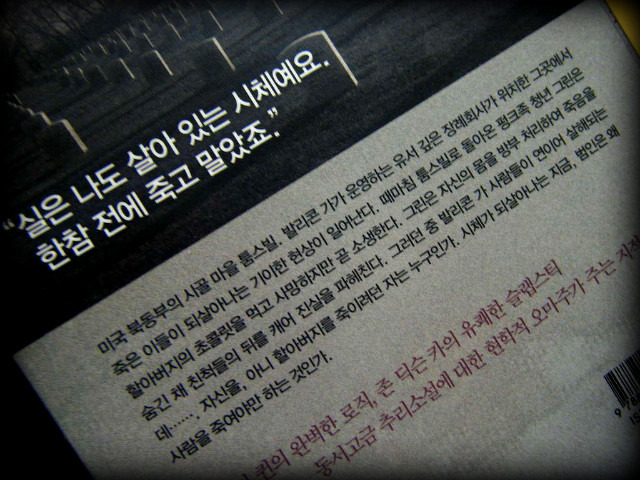 “실은 나도 살아 있는 시체예요.
한참 전에 죽고 말았죠.”
미국 북동부의 시골 마을 툼스빌. 발리콘 가가 운영하는 유서 깊은 장례회사가 위치한 그곳에서
죽은 이들이 되살아나는 기이한 현상이 일어난다. 때마침 툼스빌로 돌아온 펑크족 청년 그린은
할아버지의 초콜릿을 먹고 사망하지만 곧 소생한다. 그린은 자신의 몸을 방부 처리하여 죽음을
숨긴 채 친척들의 뒤를 캐어 진실을 파헤친다. 그러던 중 발리콘 가 사람들이 연이어 살해되는
데……, 자신을, 아니 할아버지를 죽이려던 자는 누구인가. 시체가 되살아나는 지금, 범인은 왜
사람을 죽여야만 하는 것인가.
퀸의 완벽한 로직, 존 딕슨 카의 유쾌한 슬랩스틱
동서고금 추리소설에 대한 현학적 오마주가 주는 지적
9 78